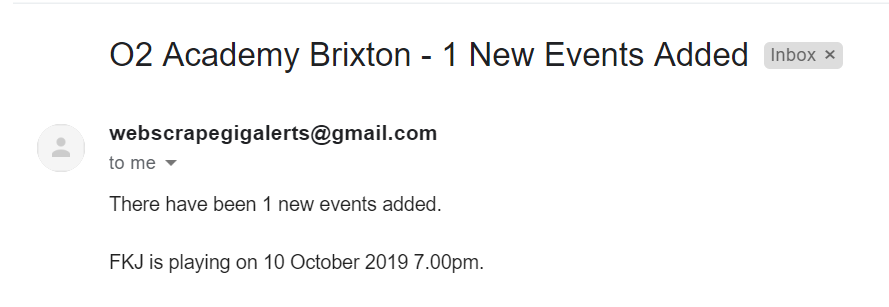 O2 Academy Brixton - 1 New Events Added Inbox ×
webscrapegigalerts@gmail.com
to me
There have been 1 new events added.
FKJ is playing on 10 October 2019 7.00pm.